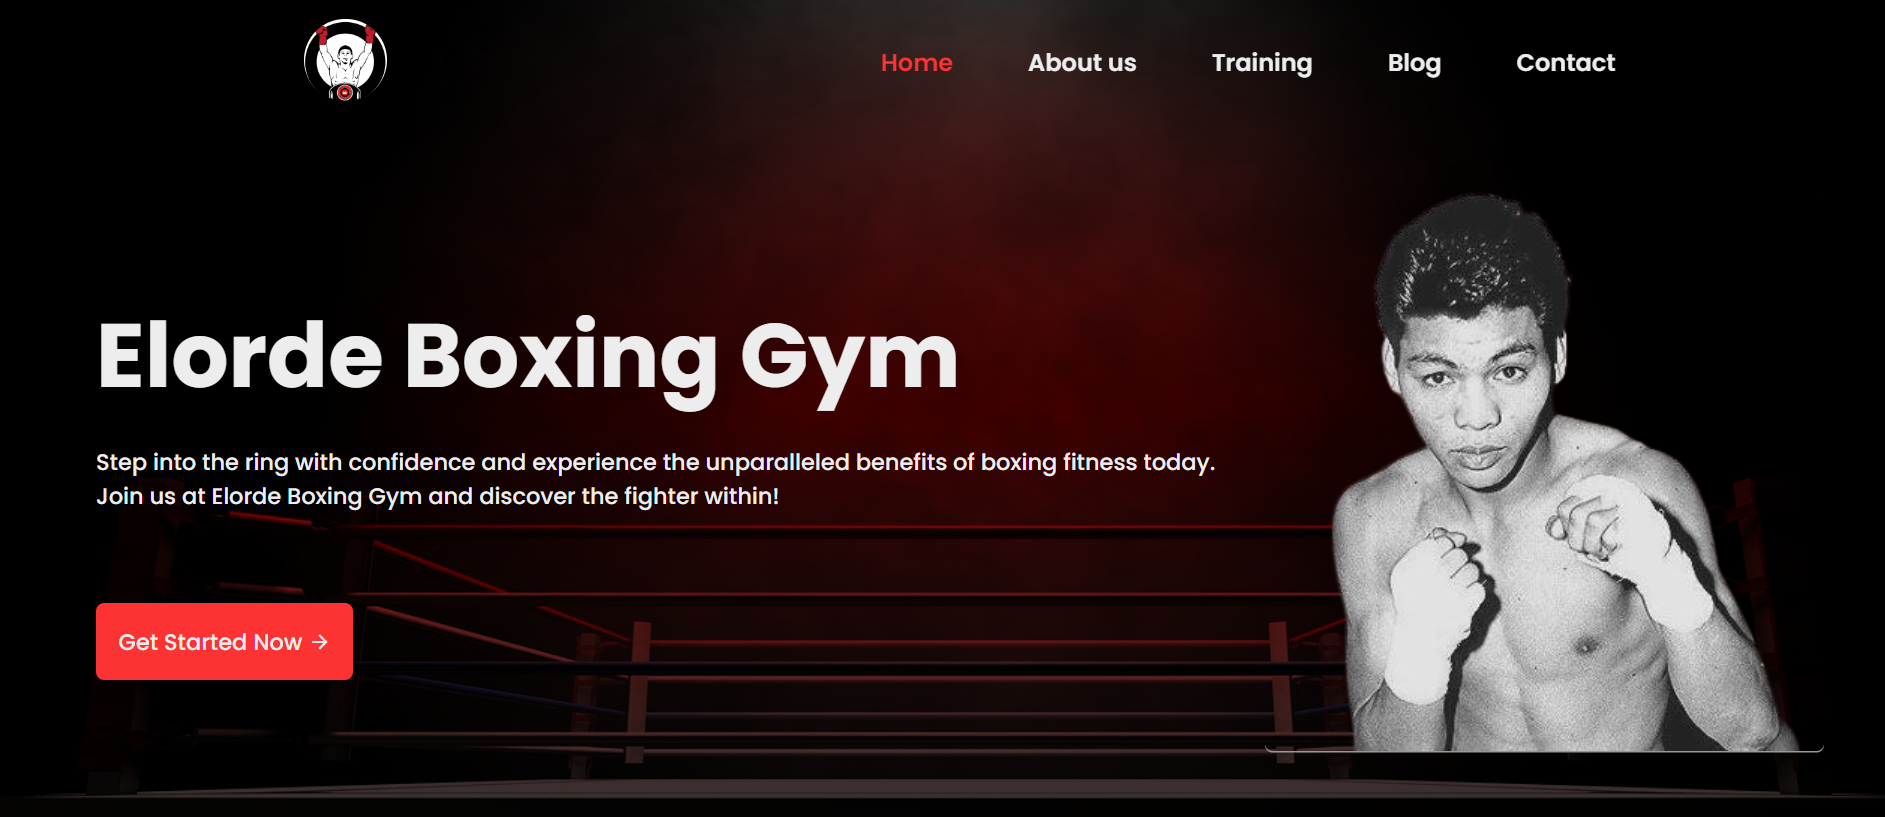 Home
About us
Training
Blog
Contact
Elorde Boxing Gym
Step into the ring with confidence and experience the unparalleled benefits of boxing fitness today.
Join us at Elorde Boxing Gym and discover the fighter within!
Get Started Now →